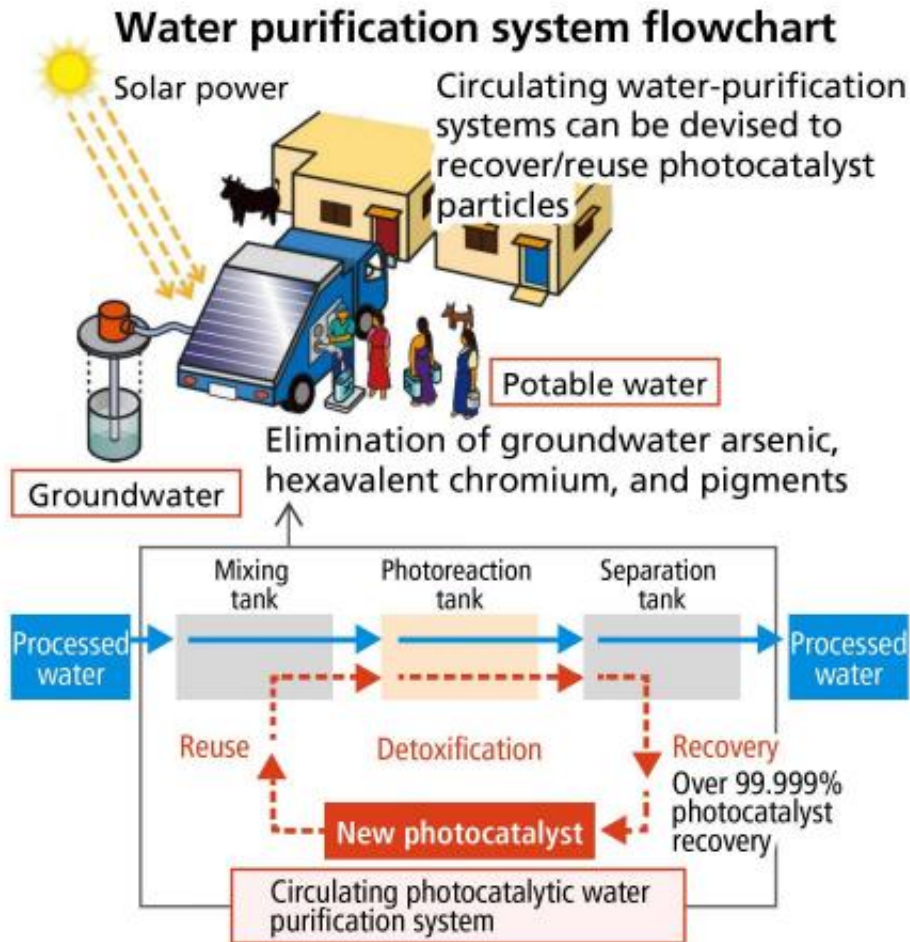 Water purification system flowchart
Solar power
Circulating water-purification
systems can be devised to
recover/reuse photocatalyst
particles
Potable water
Groundwater
Elimination of groundwater arsenic,
hexavalent chromium, and pigments
Mixing
tank
Photoreaction
tank
Separation
tank
Processed
water
Processed
water
Reuse
Detoxification
Recovery
Over 99.999%
photocatalyst
recovery
New photocatalyst
Circulating photocatalytic water
purification system